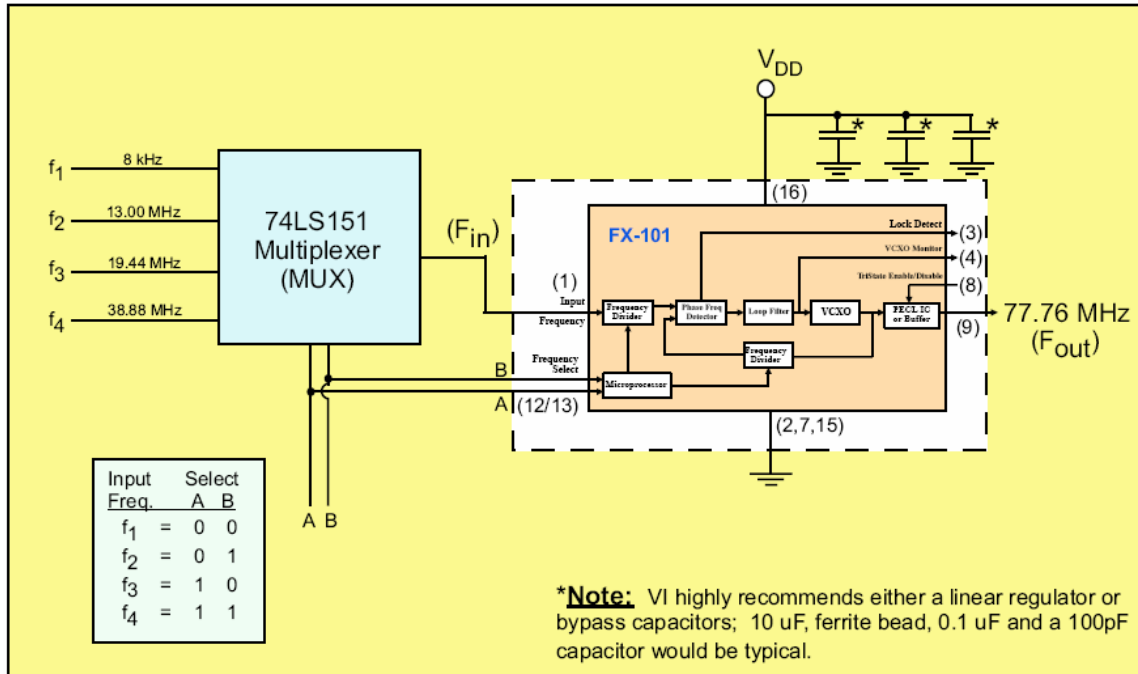 V_DD
*
*
*
f1 8 kHz
f2 13.00 MHz
f3 19.44 MHz
f4 38.88 MHz
74LS151
Multiplexer
(MUX)
(F_in)
(16)
FX-101
Lock Detect
(3)
VCXO Monitor
(4)
TriState Enable/Disable
(8)
(1)
Input
Frequency
Frequency
Divider
Phase Freq
Detector
Loop Filter
VCXO
PECL IC
or Buffer
(9)
77.76 MHz
(F_out)
Frequency
Divider
Frequency
Select
Microprocessor
B
A
(12/13)
(2,7,15)
A B
Input Select
Freq. A B
f1 = 0 0
f2 = 0 1
f3 = 1 0
f4 = 1 1
*Note: VI highly recommends either a linear regulator or
bypass capacitors; 10 uF, ferrite bead, 0.1 uF and a 100pF
capacitor would be typical.